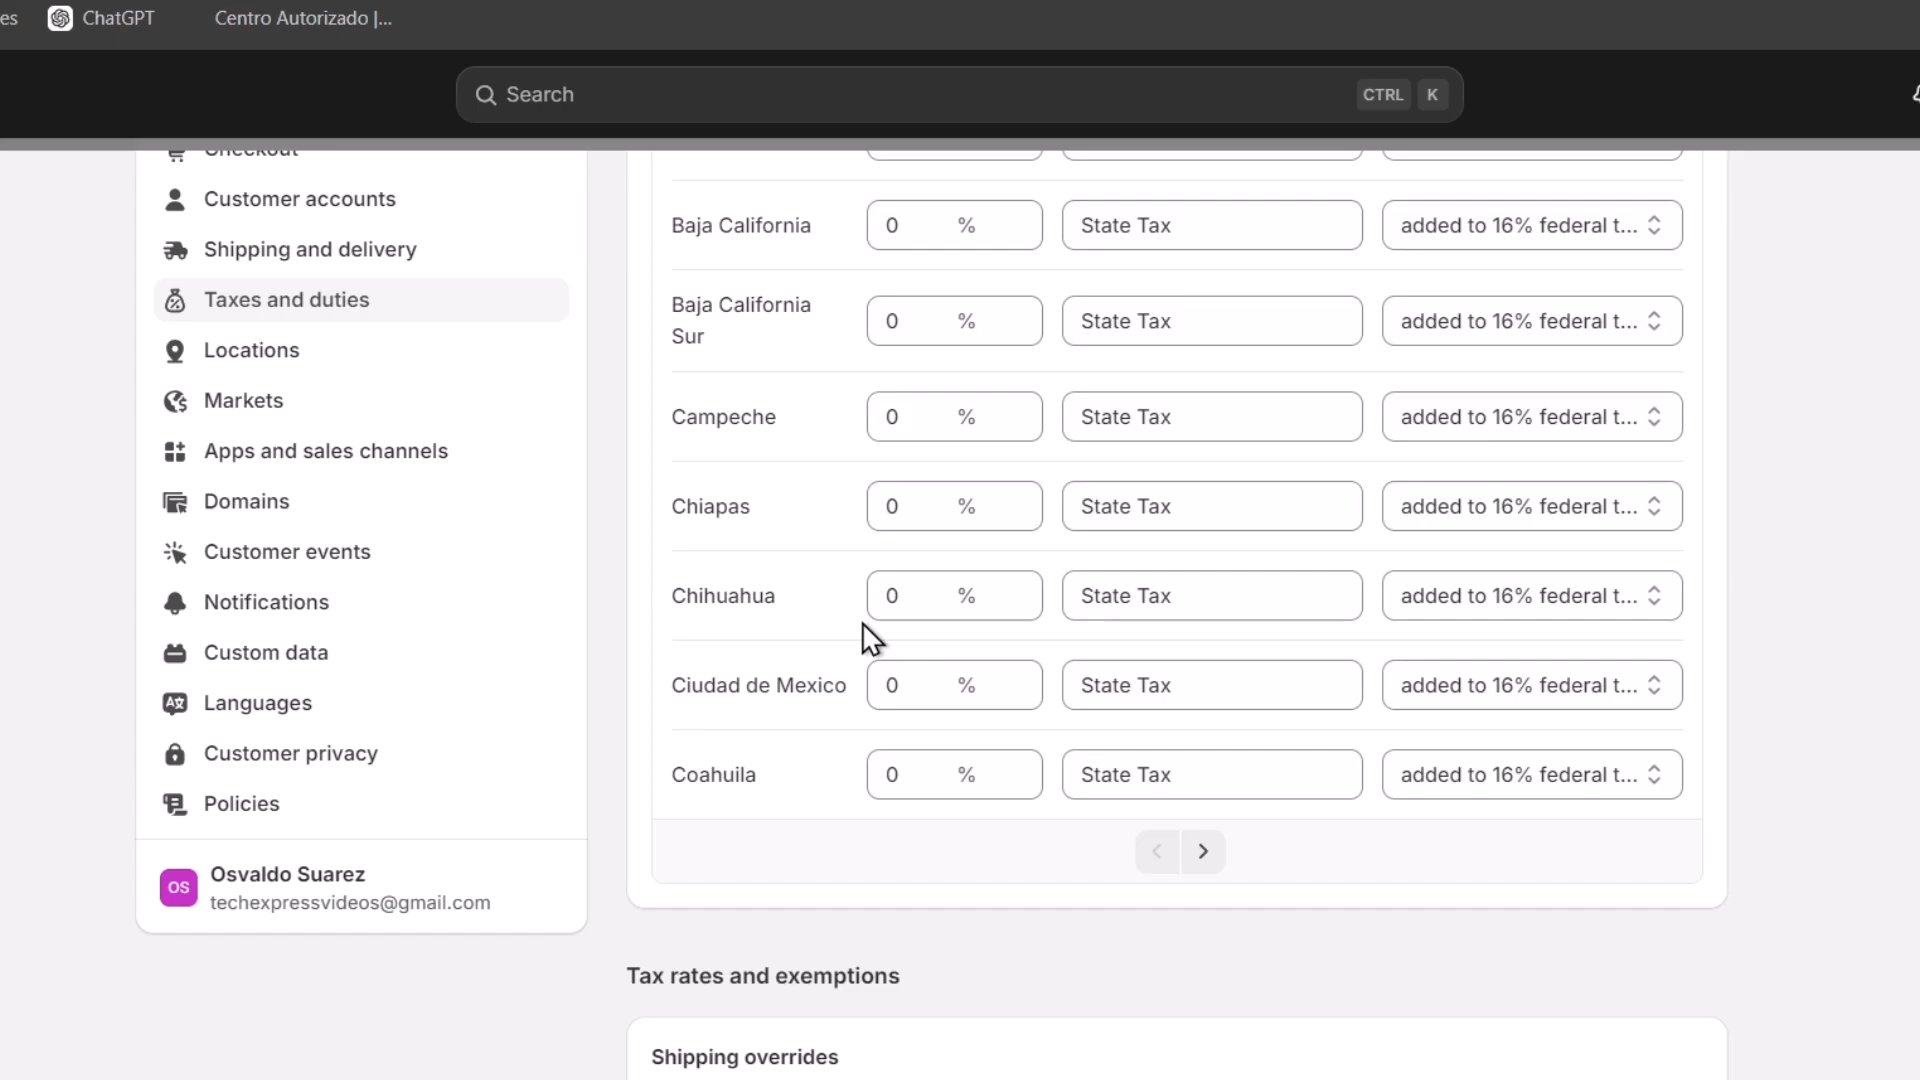 es ChatGPT Centro Autorizado |...
Search CTRL K
Checkout
Customer accounts
Shipping and delivery
Taxes and duties
Locations
Markets
Apps and sales channels
Domains
Customer events
Notifications
Custom data
Languages
Customer privacy
Policies
OS
Osvaldo Suarez
techexpressvideos@gmail.com
Baja California 0 % State Tax added to 16% federal t...
Baja California
Sur 0 % State Tax added to 16% federal t...
Campeche 0 % State Tax added to 16% federal t...
Chiapas 0 % State Tax added to 16% federal t...
Chihuahua 0 % State Tax added to 16% federal t...
Ciudad de Mexico 0 % State Tax added to 16% federal t...
Coahuila 0 % State Tax added to 16% federal t...
Tax rates and exemptions
Shipping overrides